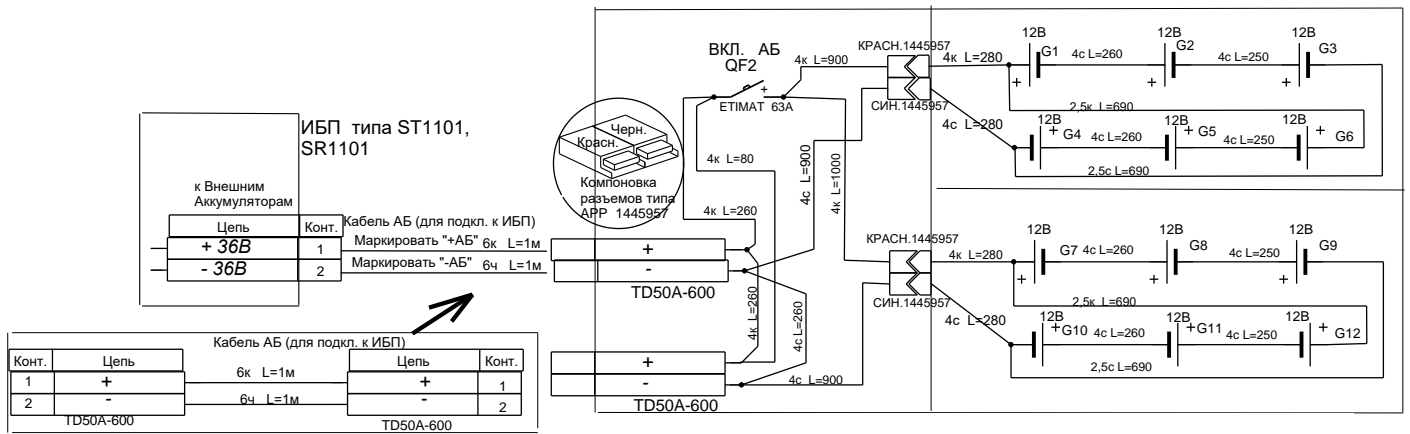 ВКЛ. АБ
QF2
ETIMAT 63А
4к L=900
КРАСН.1445957
СИН.1445957
4к L=280
4с L=280
12В
G1
4с L=260
12В
G2
4с L=250
12В
G3
+
+
+
2,5к L=690
12В
+
G4
4с L=260
12В
+
G5
4с L=250
12В
+
G6
2,5с L=690
ИБП типа ST1101,
SR1101
к Внешним
Аккумуляторам
Цепь
Конт.
+ 36В
1
- 36В
2
Кабель АБ (для подкл. к ИБП)
Маркировать "+АБ" 6к L=1м
Маркировать "-АБ" 6ч L=1м
Черн.
Красн.
Компоновка
разъемов типа
APP 1445957
4к L=80
4к L=260
4с L=900
4к L=1000
+
-
TD50A-600
4к L=260
4с L=260
+
-
TD50A-600
4с L=900
КРАСН.1445957
СИН.1445957
4к L=280
4с L=280
12В
G7
4с L=260
12В
G8
4с L=250
12В
G9
+
+
+
2,5к L=690
12В
+
G10
4с L=260
12В
+
G11
4с L=250
12В
+
G12
2,5с L=690
Кабель АБ (для подкл. к ИБП)
Конт.
Цепь
Цепь
Конт.
1
+
6к L=1м
+
1
2
-
6ч L=1м
-
2
TD50A-600
TD50A-600